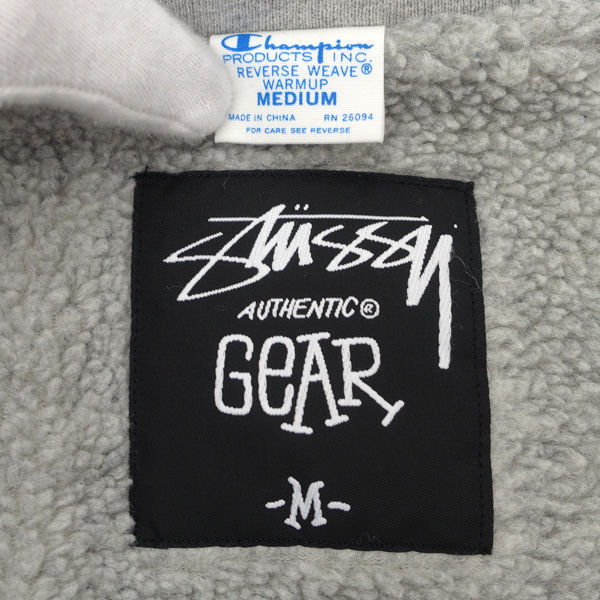 Champion
PRODUCTS INC.
REVERSE WEAVE®
WARMUP
MEDIUM
MADE IN CHINA RN 26094
FOR CARE SEE REVERSE
Stüssy
AUTHENTIC®
GEAR
-M-